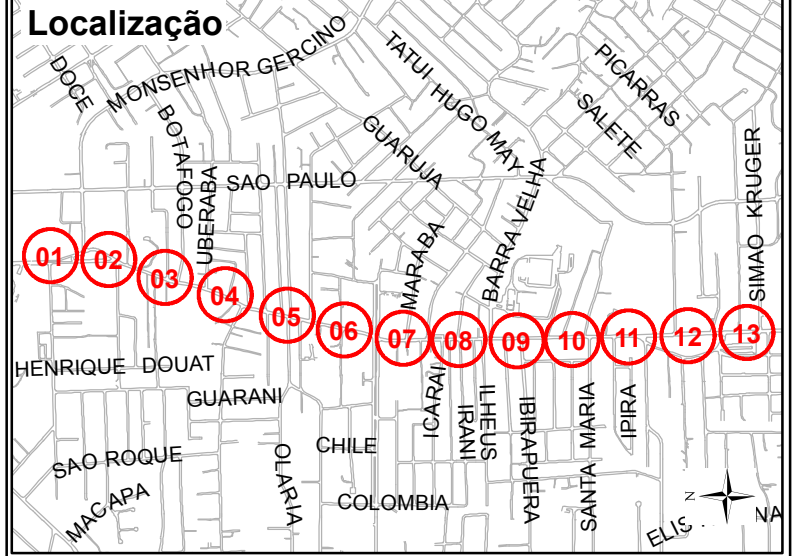 Localização
DOCE
MONSENHOR GERCINO
TATUI
HUGO MAY
PICARRAS
SALETE
BOTAFOGO
GUARUJA
UBERABA
SAO PAULO
BARRA VELHA
SIMAO KRUGER
MARABA
01
02
03
04
05
06
07
08
09
10
11
12
13
HENRIQUE DOUAT
GUARANI
ICARAI
IRANI
ILHEUS
IBIRAPUERA
SANTA MARIA
IPIRA
CHILE
SAO ROQUE
OLARIA
MACAPA
COLOMBIA
N
ELIS
NA